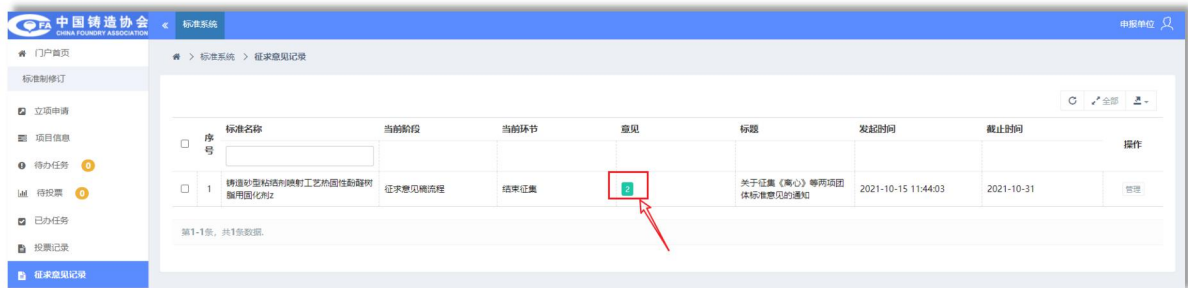 FA 中国铸造协会
CHINA FOUNDRY ASSOCIATION
« 标准系统
申报单位
门户首页
标准制修订
立项申请
项目信息
待办任务 0
待投票 0
已办任务
投票记录
征求意见记录
> 标准系统 > 征求意见记录
全部
序号 标准名称 当前阶段 当前环节 意见 标题 发起时间 截止时间 操作
1 铸造砂型粘结剂喷射工艺热固性酚醛树脂用固化剂z 征求意见稿流程 结束征集 2 关于征集《离心》等两项团体标准意见的通知 2021-10-15 11:44:03 2021-10-31 管理
第1-1条，共1条数据.